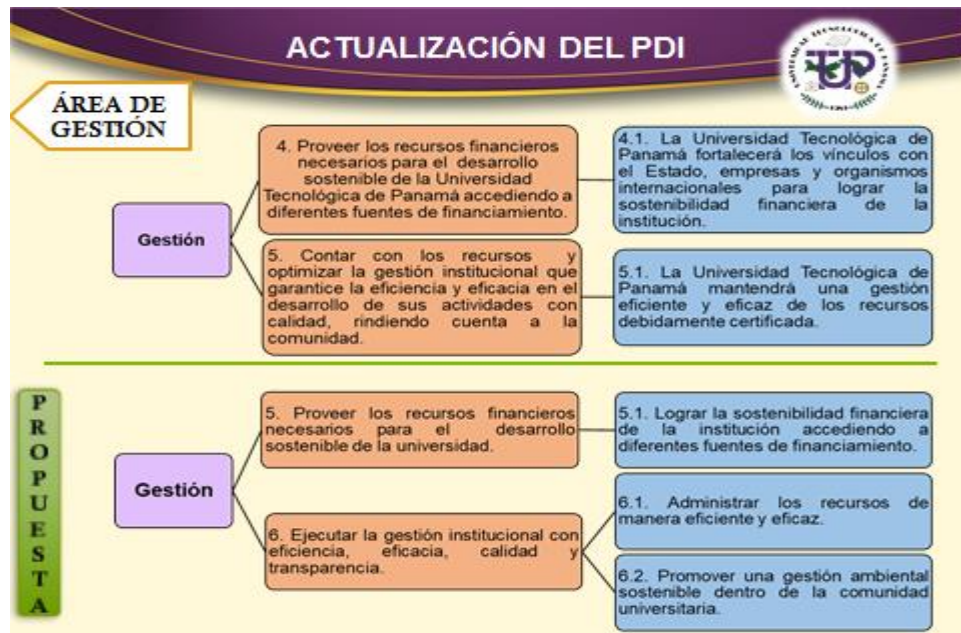 ACTUALIZACIÓN DEL PDI
UNIVERSIDAD TECNOLÓGICA DE PANAMÁ
UTP
ÁREA DE
GESTIÓN
Gestión
4. Proveer los recursos financieros
necesarios para el desarrollo
sostenible de la Universidad
Tecnológica de Panamá accediendo a
diferentes fuentes de financiamiento.
4.1. La Universidad Tecnológica de
Panamá fortalecerá los vínculos con
el Estado, empresas y organismos
internacionales para lograr la
sostenibilidad financiera de la
institución.
5. Contar con los recursos y
optimizar la gestión institucional que
garantice la eficiencia y eficacia en el
desarrollo de sus actividades con
calidad, rindiendo cuenta a la
comunidad.
5.1. La Universidad Tecnológica de
Panamá mantendrá una gestión
eficiente y eficaz de los recursos
debidamente certificada.
PROPUESTA
Gestión
5. Proveer los recursos financieros
necesarios para el desarrollo
sostenible de la universidad.
5.1. Lograr la sostenibilidad financiera
de la institución accediendo a
diferentes fuentes de financiamiento.
6. Ejecutar la gestión institucional con
eficiencia, eficacia, calidad y
transparencia.
6.1. Administrar los recursos de
manera eficiente y eficaz.
6.2. Promover una gestión ambiental
sostenible dentro de la comunidad
universitaria.